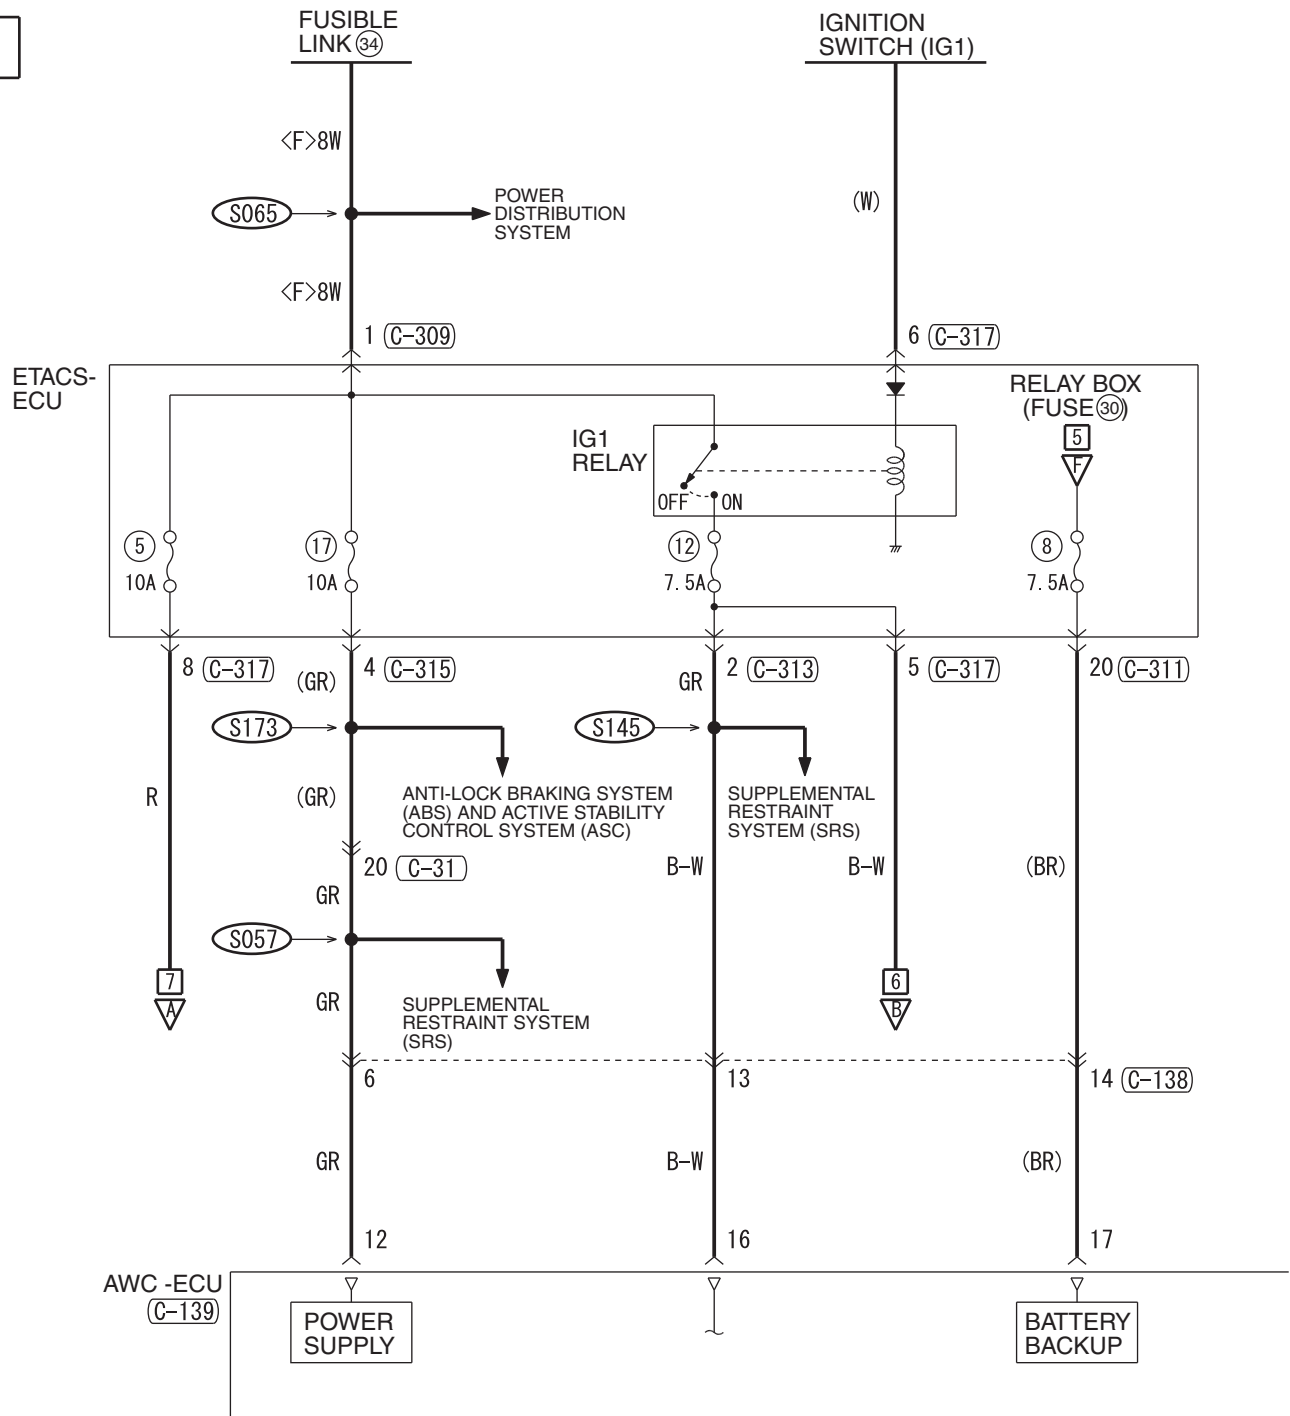 FUSIBLE
LINK 34
IGNITION
SWITCH (IG1)
<F>8W
(W)
S065
POWER
DISTRIBUTION
SYSTEM
<F>8W
1 C-309
6 C-317
ETACS-
ECU
RELAY BOX
(FUSE 30)
5
F
IG1
RELAY
OFF
ON
5
10A
17
10A
12
7.5A
8
7.5A
8 C-317
(GR)
4 C-315
GR
2 C-313
5 C-317
20 C-311
S173
S145
R
(GR)
ANTI-LOCK BRAKING SYSTEM
(ABS) AND ACTIVE STABILITY
CONTROL SYSTEM (ASC)
SUPPLEMENTAL
RESTRAINT
SYSTEM (SRS)
20 C-31
B-W
B-W
(BR)
GR
S057
7
A
GR
SUPPLEMENTAL
RESTRAINT SYSTEM
(SRS)
6
B
6
13
14 C-138
GR
B-W
(BR)
12
16
17
AWC -ECU
C-139
POWER
SUPPLY
BATTERY
BACKUP